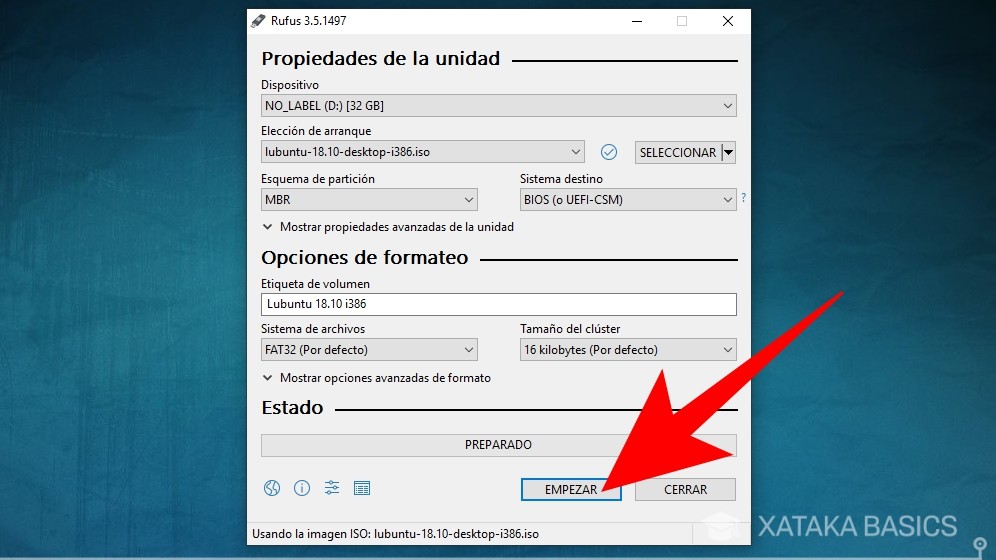 Rufus 3.5.1497
Propiedades de la unidad
Dispositivo
NO_LABEL (D:) [32 GB]
Elección de arranque
lubuntu-18.10-desktop-i386.iso
SELECCIONAR
Esquema de partición
Sistema destino
MBR
BIOS (o UEFI-CSM)
?
Mostrar propiedades avanzadas de la unidad
Opciones de formateo
Etiqueta de volumen
Lubuntu 18.10 i386
Sistema de archivos
Tamaño del clúster
FAT32 (Por defecto)
16 kilobytes (Por defecto)
Mostrar opciones avanzadas de formato
Estado
PREPARADO
EMPEZAR
CERRAR
Usando la imagen ISO: lubuntu-18.10-desktop-i386.iso
XATAKA BASICS